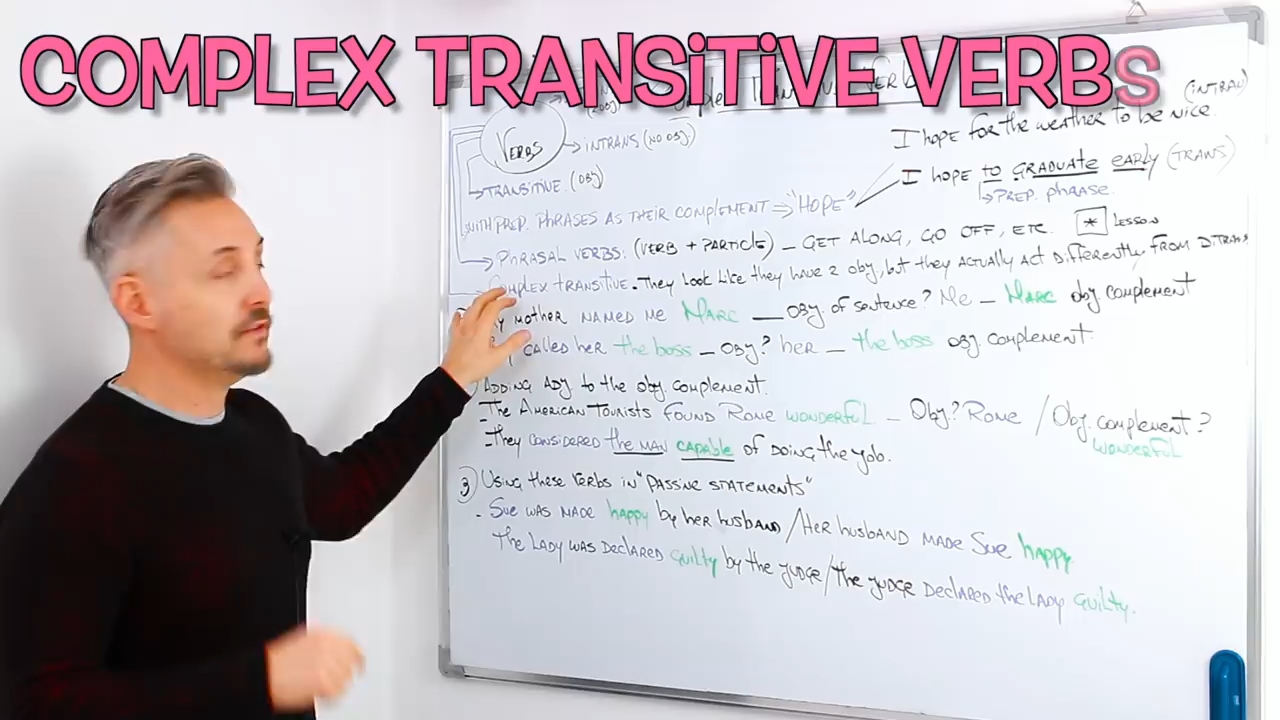 COMPLEX TRANSiTiVE VERBS
(INTRAN)
VERBS
INTRANS (NO OBJ)
TRANSITIVE (OBJ)
I hope FOR the weather to be nice.
I hope to GRADUATE EARLY (TRANS)
PREP. phrase.
WITH PREP. PHRASES AS THEIR COMPLEMENT ⇒ "HOPE"
PHRASAL VERBS: (VERB + PARTICLE) – GET ALONG, GO OFF, ETC. * LESSON
COMPLEX TRANSITIVE. They LOOK LIKE they HAVE 2 obj, but they ACTUALLY ACT DIFFERENTLY FROM DITRANS
MOTHER NAMED ME MARC — OBJ. OF SENTENCE? Me – MARC obj. complement
CALLED her the boss – OBJ? her – the boss OBJ complement.
ADDING ADJ to the obj. complement.
- The AMERICAN TOURISTS FOUND ROME WONDERFUL – Obj? ROME / Obj. complement?
WONDERFUL
- They CONSIDERED the MAN CAPABLE of DOING the job.
3 USING these VERBS IN "PASSIVE STATEMENTS"
- Sue WAS MADE happy by her husband / HER husband MADE Sue happy
The LADY WAS DECLARED GUILTY by the JUDGE / the JUDGE DECLARED the LADY GUILTY.